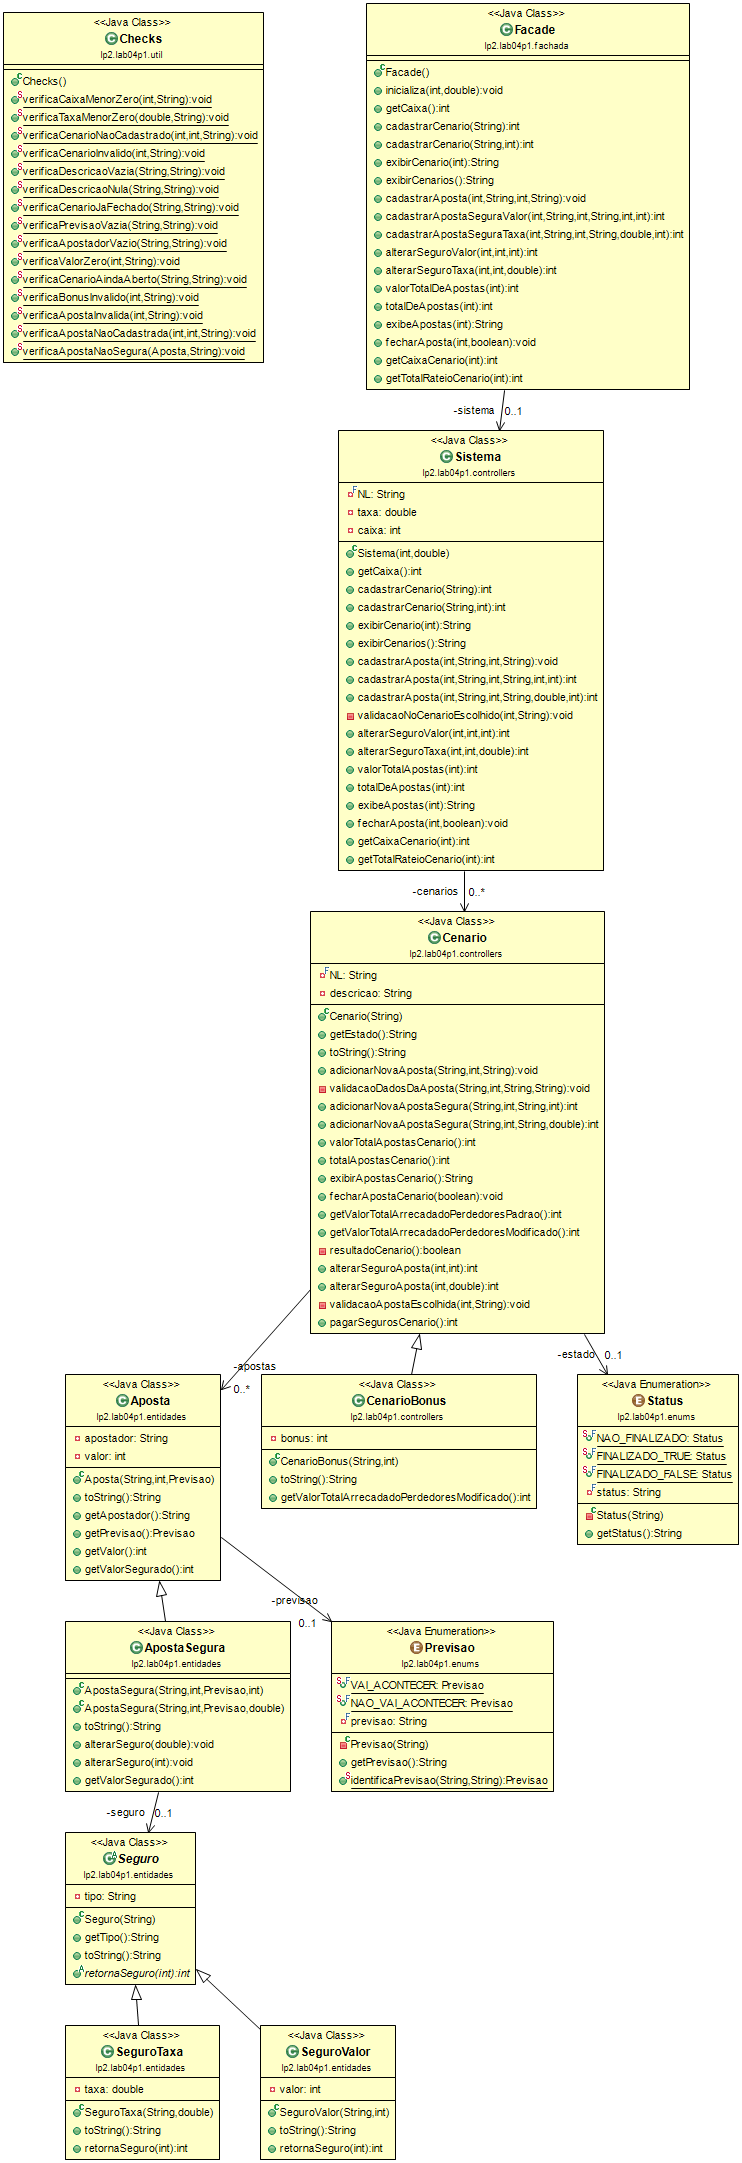 <<Java Class>>
Checks
lp2.lab04p1.util
Checks()
verificaCaixaMenorZero(int,String):void
verificaTaxaMenorZero(double,String):void
verificaCenarioNaoCadastrado(int,int,String):void
verificaCenarioInvalido(int,String):void
verificaDescricaoVazia(String,String):void
verificaDescricaoNula(String,String):void
verificaCenarioJaFechado(String,String):void
verificaPrevisaoVazia(String,String):void
verificaApostadorVazio(String,String):void
verificaValorZero(int,String):void
verificaCenarioAindaAberto(String,String):void
verificaBonusInvalido(int,String):void
verificaApostaInvalida(int,String):void
verificaApostaNaoCadastrada(int,int,String):void
verificaApostaNaoSegura(Aposta,String):void
<<Java Class>>
Facade
lp2.lab04p1.fachada
Facade()
inicializa(int,double):void
getCaixa():int
cadastrarCenario(String):int
cadastrarCenario(String,int):int
exibirCenario(int):String
exibirCenarios():String
cadastrarAposta(int,String,int,String):void
cadastrarApostaSeguraValor(int,String,int,String,int,int):int
cadastrarApostaSeguraTaxa(int,String,int,String,double,int):int
alterarSeguroValor(int,int,int):int
alterarSeguroTaxa(int,int,double):int
valorTotalDeApostas(int):int
totalDeApostas(int):int
exibeApostas(int):String
fecharAposta(int,boolean):void
getCaixaCenario(int):int
getTotalRateioCenario(int):int
-sistema 0..1
<<Java Class>>
Sistema
lp2.lab04p1.controllers
NL: String
taxa: double
caixa: int
Sistema(int,double)
getCaixa():int
cadastrarCenario(String):int
cadastrarCenario(String,int):int
exibirCenario(int):String
exibirCenarios():String
cadastrarAposta(int,String,int,String):void
cadastrarAposta(int,String,int,String,int,int):int
cadastrarAposta(int,String,int,String,double,int):int
validacaoNoCenarioEscolhido(int,String):void
alterarSeguroValor(int,int,int):int
alterarSeguroTaxa(int,int,double):int
valorTotalApostas(int):int
totalDeApostas(int):int
exibeApostas(int):String
fecharAposta(int,boolean):void
getCaixaCenario(int):int
getTotalRateioCenario(int):int
-cenarios 0..*
<<Java Class>>
Cenario
lp2.lab04p1.controllers
NL: String
descricao: String
Cenario(String)
getEstado():String
toString():String
adicionarNovaAposta(String,int,String):void
validacaoDadosDaAposta(String,int,String,String):void
adicionarNovaApostaSegura(String,int,String,int):int
adicionarNovaApostaSegura(String,int,String,double):int
valorTotalApostasCenario():int
totalApostasCenario():int
exibirApostasCenario():String
fecharApostaCenario(boolean):void
getValorTotalArrecadadoPerdedoresPadrao():int
getValorTotalArrecadadoPerdedoresModificado():int
resultadoCenario():boolean
alterarSeguroAposta(int,int):int
alterarSeguroAposta(int,double):int
validacaoApostaEscolhida(int,String):void
pagarSegurosCenario():int
-apostas
0..*
-estado 0..1
<<Java Class>>
Aposta
lp2.lab04p1.entidades
apostador: String
valor: int
Aposta(String,int,Previsao)
toString():String
getApostador():String
getPrevisao():Previsao
getValor():int
getValorSegurado():int
<<Java Class>>
CenarioBonus
lp2.lab04p1.controllers
bonus: int
CenarioBonus(String,int)
toString():String
getValorTotalArrecadadoPerdedoresModificado():int
<<Java Enumeration>>
Status
lp2.lab04p1.enums
NAO_FINALIZADO: Status
FINALIZADO_TRUE: Status
FINALIZADO_FALSE: Status
status: String
Status(String)
getStatus():String
-previsao
0..1
<<Java Class>>
ApostaSegura
lp2.lab04p1.entidades
ApostaSegura(String,int,Previsao,int)
ApostaSegura(String,int,Previsao,double)
toString():String
alterarSeguro(double):void
alterarSeguro(int):void
getValorSegurado():int
<<Java Enumeration>>
Previsao
lp2.lab04p1.enums
VAI_ACONTECER: Previsao
NAO_VAI_ACONTECER: Previsao
previsao: String
Previsao(String)
getPrevisao():String
identificaPrevisao(String,String):Previsao
-seguro 0..1
<<Java Class>>
Seguro
lp2.lab04p1.entidades
tipo: String
Seguro(String)
getTipo():String
toString():String
retornaSeguro(int):int
<<Java Class>>
SeguroTaxa
lp2.lab04p1.entidades
taxa: double
SeguroTaxa(String,double)
toString():String
retornaSeguro(int):int
<<Java Class>>
SeguroValor
lp2.lab04p1.entidades
valor: int
SeguroValor(String,int)
toString():String
retornaSeguro(int):int